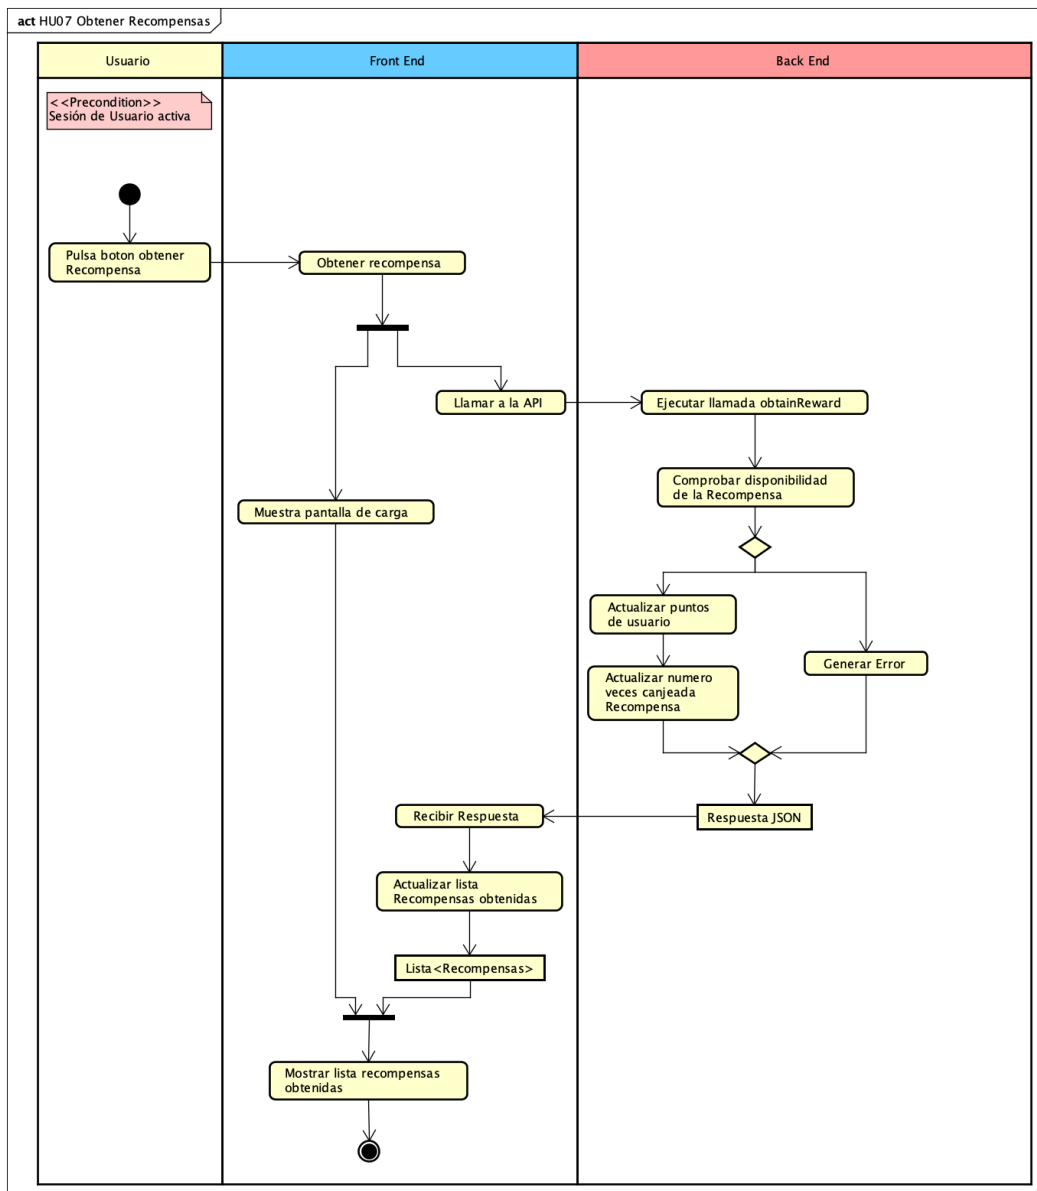 act HU07 Obtener Recompensas
Usuario
Front End
Back End
<<Precondition>>
Sesión de Usuario activa
Pulsa boton obtener
Recompensa
Obtener recompensa
Llamar a la API
Ejecutar llamada obtainReward
Comprobar disponibilidad
de la Recompensa
Muestra pantalla de carga
Actualizar puntos
de usuario
Generar Error
Actualizar numero
veces canjeada
Recompensa
Recibir Respuesta
Respuesta JSON
Actualizar lista
Recompensas obtenidas
Lista<Recompensas>
Mostrar lista recompensas
obtenidas